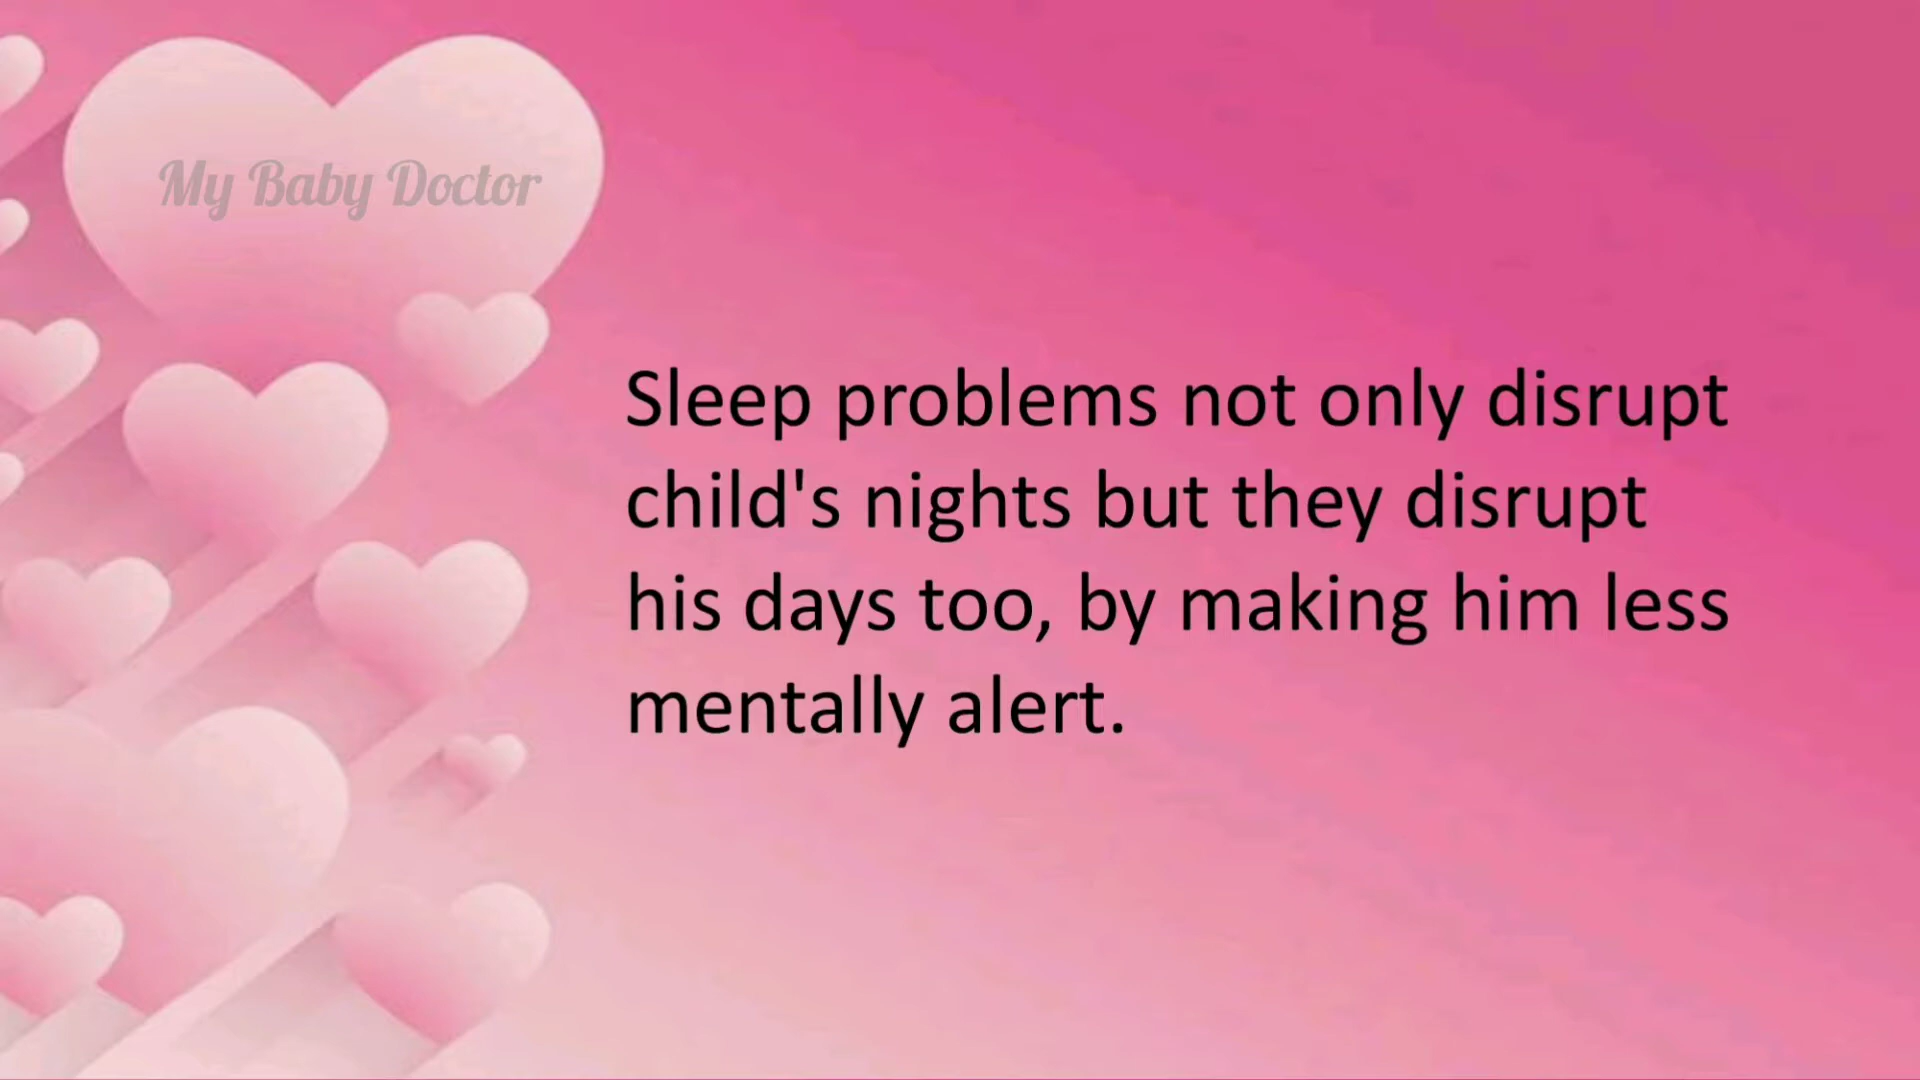 My Baby Doctor
Sleep problems not only disrupt
child's nights but they disrupt
his days too, by making him less
mentally alert.